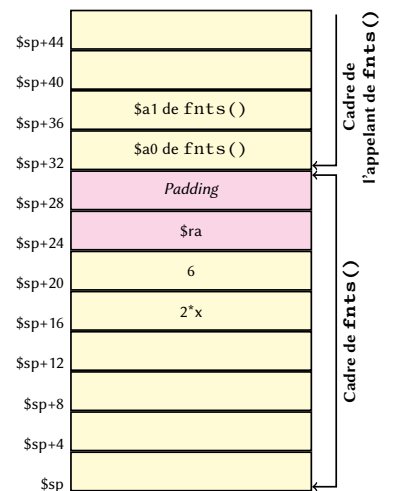 $sp+44
$sp+40
$a1 de fnts()
$sp+36
$a0 de fnts()
$sp+32
Padding
$sp+28
$ra
$sp+24
6
$sp+20
2*x
$sp+16
$sp+12
$sp+8
$sp+4
$sp
Cadre de
l'appelant de fnts()
Cadre de fnts()